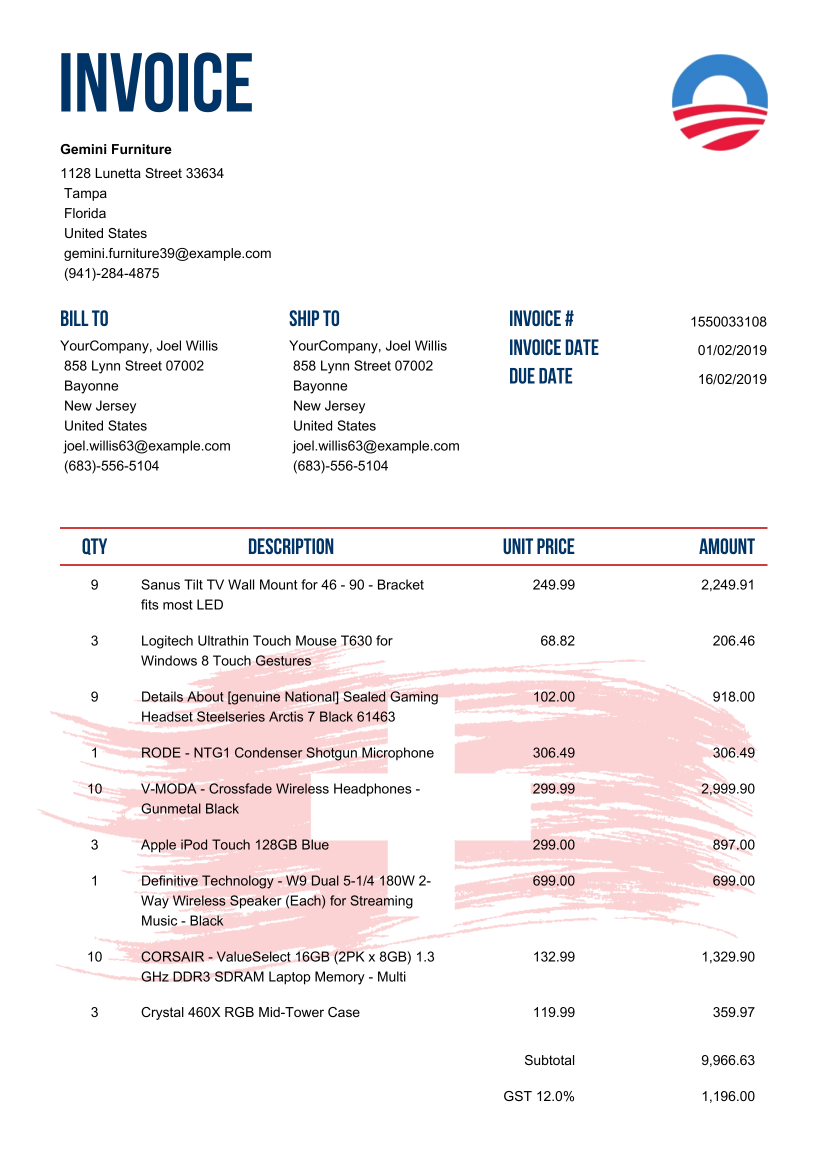 INVOICE
Gemini Furniture
1128 Lunetta Street 33634
Tampa
Florida
United States
gemini.furniture39@example.com
(941)-284-4875
BILL TO
YourCompany, Joel Willis
858 Lynn Street 07002
Bayonne
New Jersey
United States
joel.willis63@example.com
(683)-556-5104
SHIP TO
YourCompany, Joel Willis
858 Lynn Street 07002
Bayonne
New Jersey
United States
joel.willis63@example.com
(683)-556-5104
INVOICE # 1550033108
INVOICE DATE 01/02/2019
DUE DATE 16/02/2019
QTY DESCRIPTION UNIT PRICE AMOUNT
9 Sanus Tilt TV Wall Mount for 46 - 90 - Bracket 249.99 2,249.91
fits most LED
3 Logitech Ultrathin Touch Mouse T630 for 68.82 206.46
Windows 8 Touch Gestures
9 Details About [genuine National] Sealed Gaming 102.00 918.00
Headset Steelseries Arctis 7 Black 61463
1 RODE - NTG1 Condenser Shotgun Microphone 306.49 306.49
10 V-MODA - Crossfade Wireless Headphones - 299.99 2,999.90
Gunmetal Black
3 Apple iPod Touch 128GB Blue 299.00 897.00
1 Definitive Technology - W9 Dual 5-1/4 180W 2- 699.00 699.00
Way Wireless Speaker (Each) for Streaming
Music - Black
10 CORSAIR - ValueSelect 16GB (2PK x 8GB) 1.3 132.99 1,329.90
GHz DDR3 SDRAM Laptop Memory - Multi
3 Crystal 460X RGB Mid-Tower Case 119.99 359.97
Subtotal 9,966.63
GST 12.0% 1,196.00